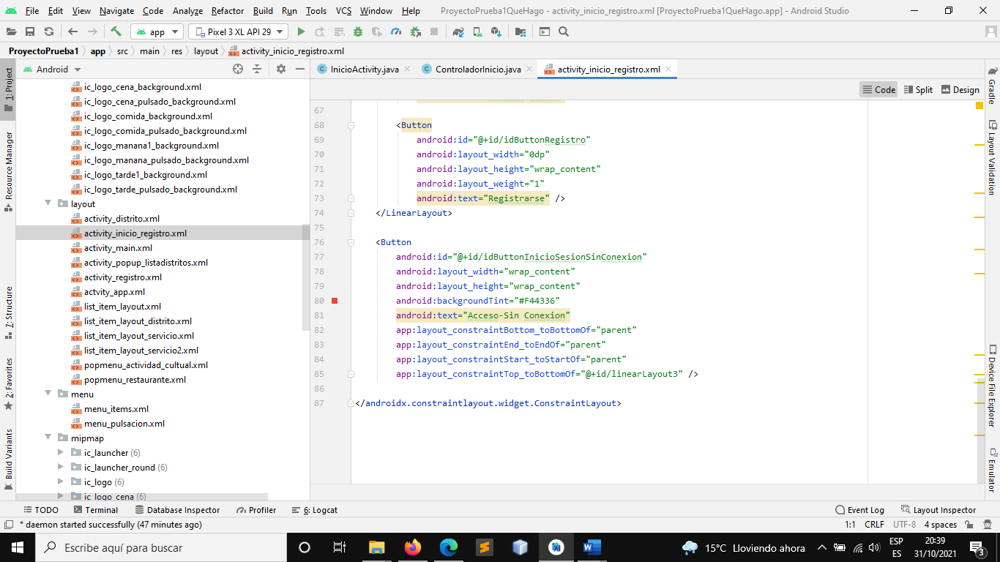 File Edit View Navigate Code Analyze Refactor Build Run Tools VCS Window Help ProyectoPrueba1QueHago - activity_inicio_registro.xml [ProyectoPrueba1QueHago.app] - Android Studio
app Pixel 3 XL API 29
ProyectoPrueba1 app src main res layout activity_inicio_registro.xml
1: Project
Resource Manager
7: Structure
2: Favorites
Build Variants
Android
ic_logo_cena_background.xml
ic_logo_cena_pulsado_background.xml
ic_logo_comida_background.xml
ic_logo_comida_pulsado_background.xml
ic_logo_manana1_background.xml
ic_logo_manana_pulsado_background.xml
ic_logo_tarde1_background.xml
ic_logo_tarde_pulsado_background.xml
layout
activity_distrito.xml
activity_inicio_registro.xml
activity_main.xml
activity_popup_listadistritos.xml
activity_registro.xml
actvity_app.xml
list_item_layout.xml
list_item_layout_distrito.xml
list_item_layout_servicio.xml
list_item_layout_servicio2.xml
popmenu_actividad_cultual.xml
popmenu_restaurante.xml
menu
menu_items.xml
menu_pulsacion.xml
mipmap
ic_launcher (6)
ic_launcher_round (6)
ic_logo (6)
ic_logo_cena (6)
InicioActivity.java ControladorInicio.java activity_inicio_registro.xml
Code Split Design
67
68 <Button
69 android:id="@+id/idButtonRegistro"
70 android:layout_width="0dp"
71 android:layout_height="wrap_content"
72 android:layout_weight="1"
73 android:text="Registrarse" />
74 </LinearLayout>
75
76 <Button
77 android:id="@+id/idButtonInicioSesionSinConexion"
78 android:layout_width="wrap_content"
79 android:layout_height="wrap_content"
80 android:backgroundTint="#F44336"
81 android:text="Acceso-Sin Conexion"
82 app:layout_constraintBottom_toBottomOf="parent"
83 app:layout_constraintEnd_toEndOf="parent"
84 app:layout_constraintStart_toStartOf="parent"
85 app:layout_constraintTop_toBottomOf="@+id/linearLayout3" />
86
87 </androidx.constraintlayout.widget.ConstraintLayout>
Gradle
Layout Validation
Device File Explorer
Emulator
TODO Terminal Database Inspector Profiler 6: Logcat Event Log Layout Inspector
* daemon started successfully (47 minutes ago) 1:1 CRLF UTF-8 4 spaces
Escribe aquí para buscar
15°C Lloviendo ahora
ESP
ES
20:39
31/10/2021
3